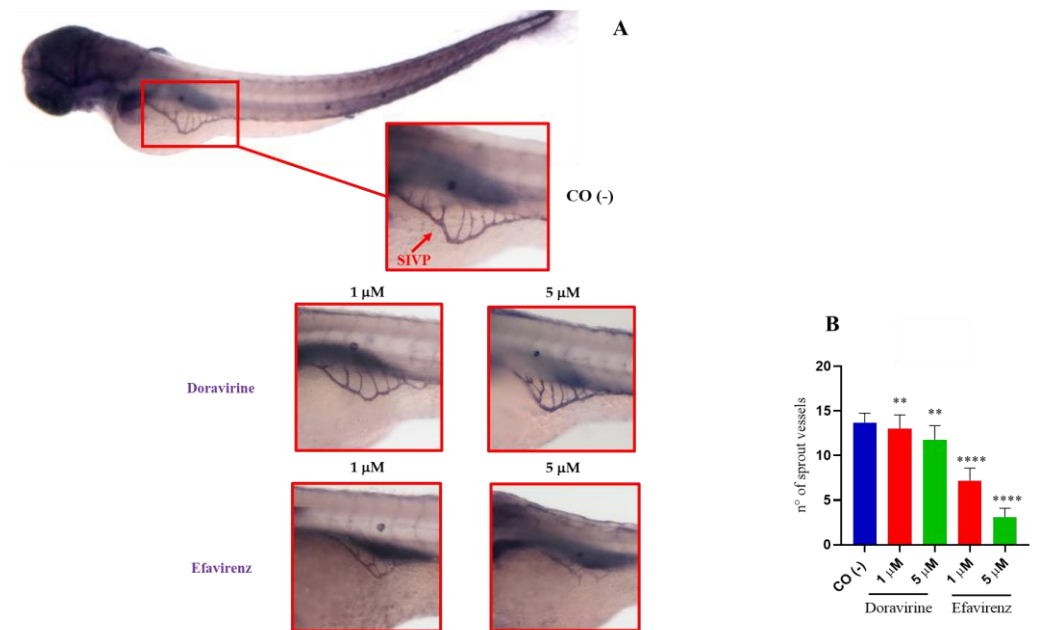 A
CO (-)
SIVP
1 μM 5 μM
Doravirine
1 μM 5 μM
Efavirenz
B
n° of sprout vessels
20
15
10
5
0
** ** **** ****
CO (-) 1 μM 5 μM 1 μM 5 μM
Doravirine Efavirenz